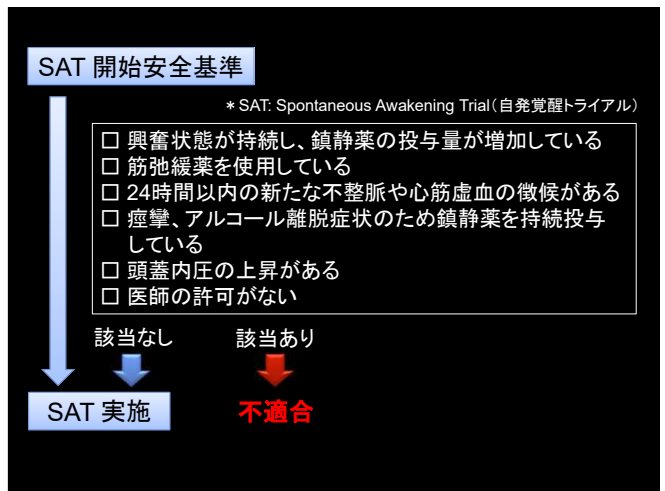 SAT 開始安全基準
* SAT: Spontaneous Awakening Trial(自発覚醒トライアル)
□ 興奮状態が持続し、鎮静薬の投与量が増加している
□ 筋弛緩薬を使用している
□ 24時間以内の新たな不整脈や心筋虚血の徴候がある
□ 痙攣、アルコール離脱症状のため鎮静薬を持続投与
している
□ 頭蓋内圧の上昇がある
□ 医師の許可がない
該当なし 該当あり
SAT 実施 不適合